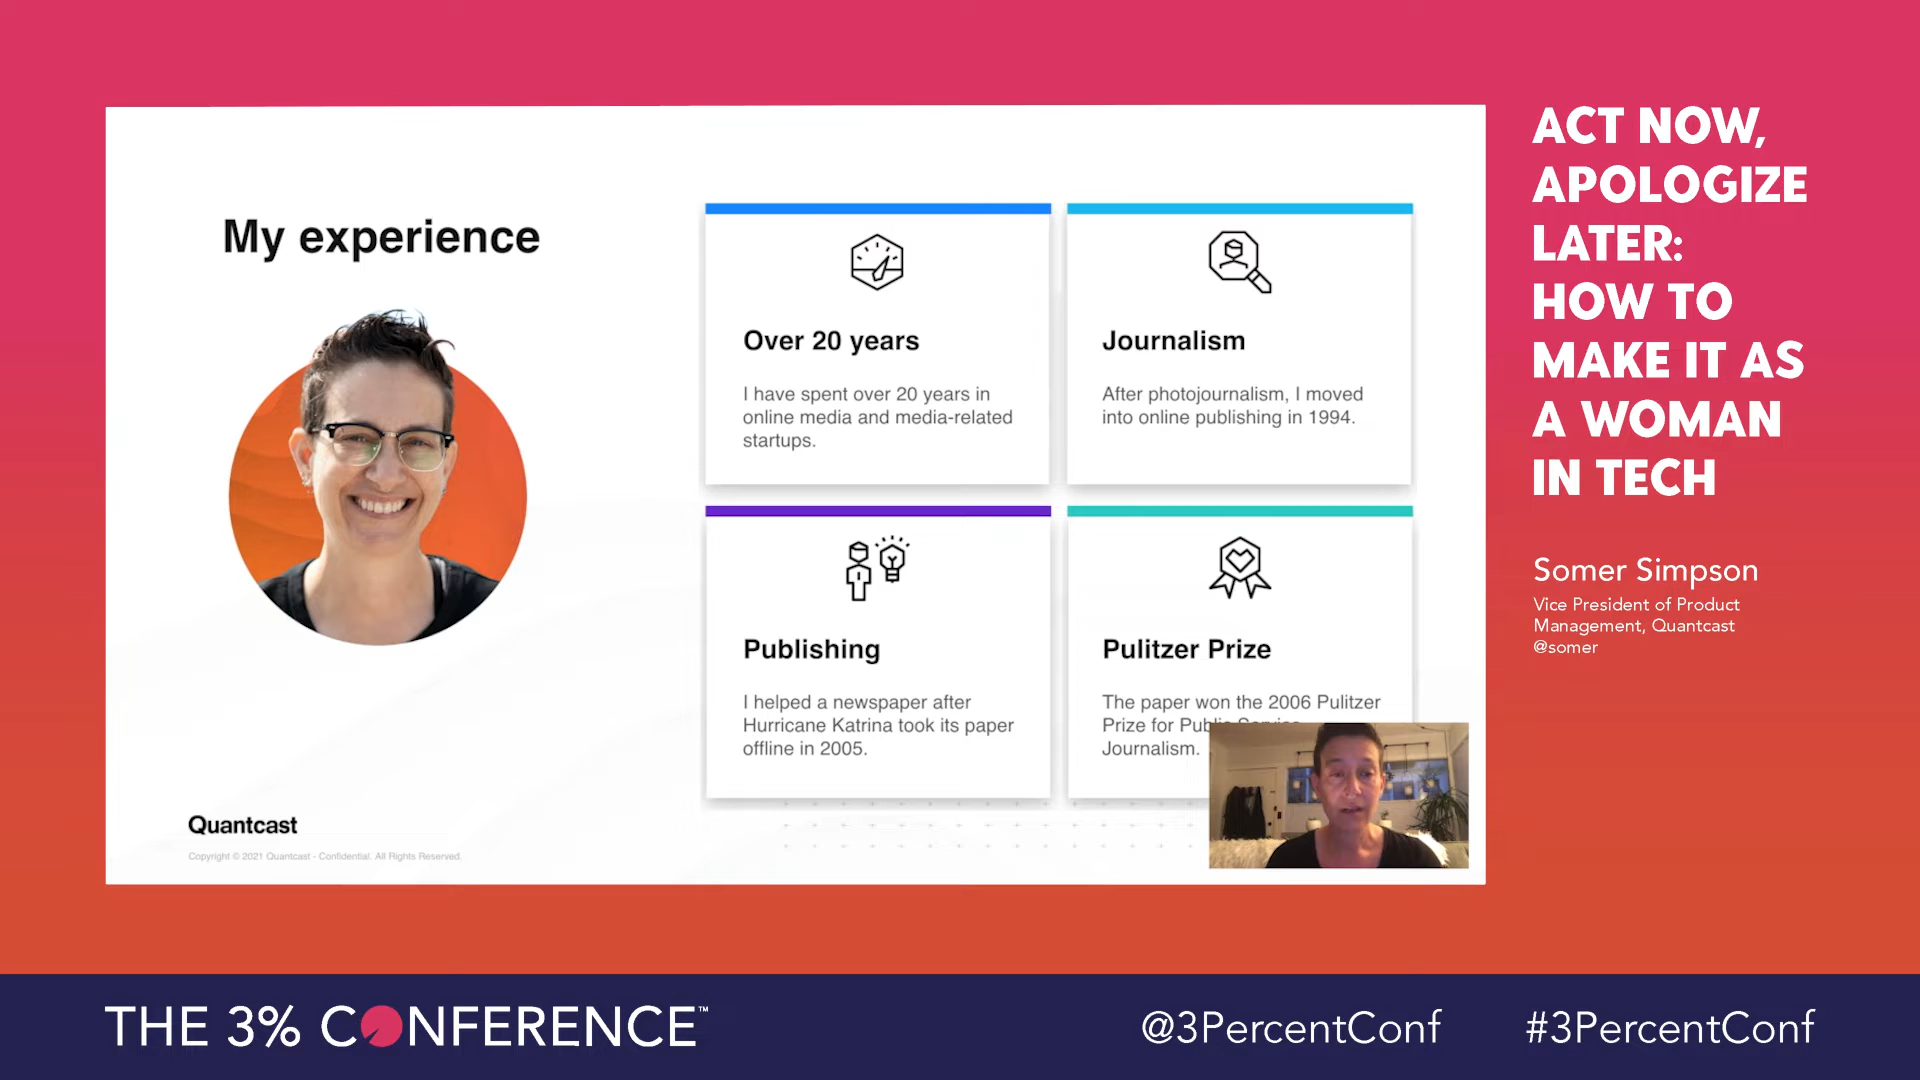 My experience
Over 20 years
I have spent over 20 years in
online media and media-related
startups.
Journalism
After photojournalism, I moved
into online publishing in 1994.
Publishing
I helped a newspaper after
Hurricane Katrina took its paper
offline in 2005.
Pulitzer Prize
The paper won the 2006 Pulitzer
Prize for Public Service
Journalism.
Quantcast
Copyright © 2021 Quantcast - Confidential. All Rights Reserved.
ACT NOW,
APOLOGIZE
LATER:
HOW TO
MAKE IT AS
A WOMAN
IN TECH
Somer Simpson
Vice President of Product
Management, Quantcast
@somer
THE 3% CONFERENCE™
@3PercentConf
#3PercentConf